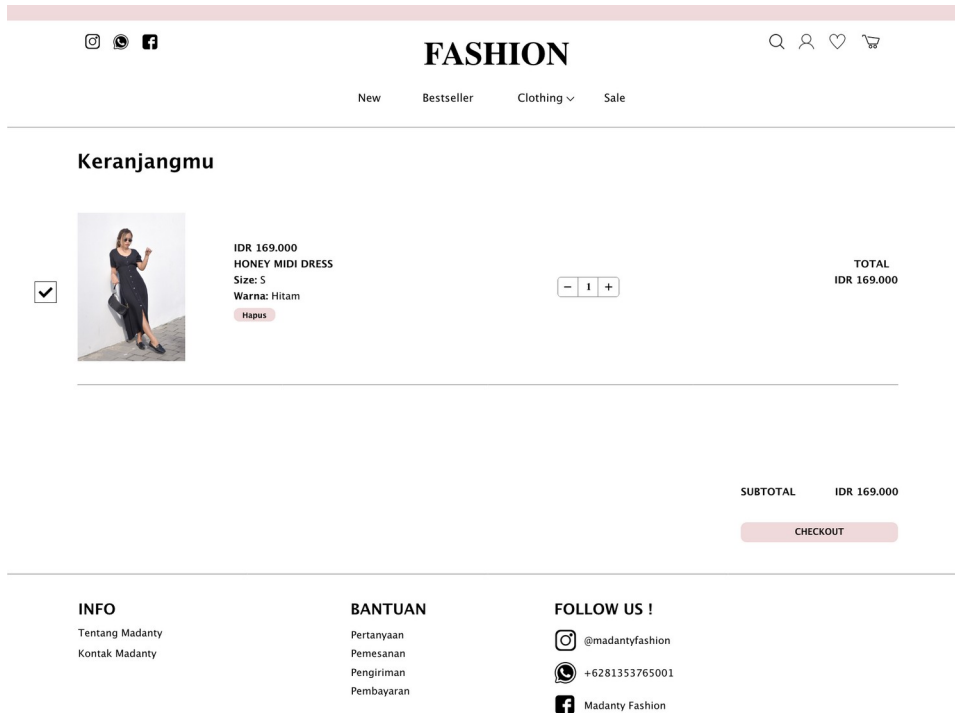 FASHION
New Bestseller Clothing Sale
Keranjangmu
IDR 169.000
HONEY MIDI DRESS
Size: S
Warna: Hitam
Hapus
− 1 +
TOTAL
IDR 169.000
SUBTOTAL IDR 169.000
CHECKOUT
INFO
Tentang Madanty
Kontak Madanty
BANTUAN
Pertanyaan
Pemesanan
Pengiriman
Pembayaran
FOLLOW US !
@madantyfashion
+6281353765001
Madanty Fashion